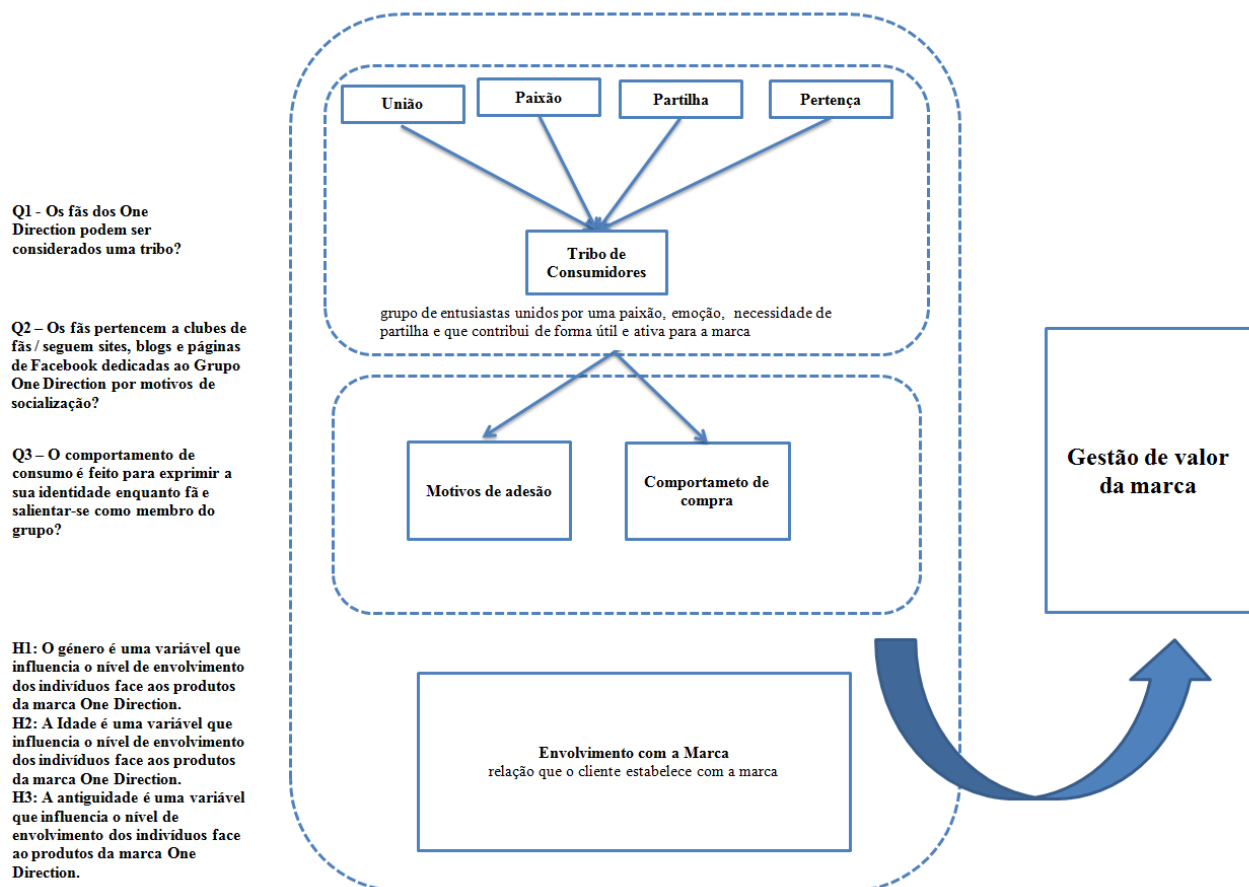 União
Paixão
Partilha
Pertença
Q1 - Os fãs dos One
Direction podem ser
considerados uma tribo?
Tribo de
Consumidores
grupo de entusiastas unidos por uma paixão, emoção, necessidade de
partilha e que contribui de forma útil e ativa para a marca
Q2 – Os fãs pertencem a clubes de
fãs / seguem sites, blogs e páginas
de Facebook dedicadas ao Grupo
One Direction por motivos de
socialização?
Q3 – O comportamento de
consumo é feito para exprimir a
sua identidade enquanto fã e
salientar-se como membro do
grupo?
Motivos de adesão
Comportameto de
compra
Gestão de valor
da marca
H1: O género é uma variável que
influencia o nível de envolvimento
dos indivíduos face aos produtos
da marca One Direction.
H2: A Idade é uma variável que
influencia o nível de envolvimento
dos indivíduos face aos produtos
da marca One Direction.
H3: A antiguidade é uma variável
que influencia o nível de
envolvimento dos indivíduos face
ao produtos da marca One
Direction.
Envolvimento com a Marca
relação que o cliente estabelece com a marca